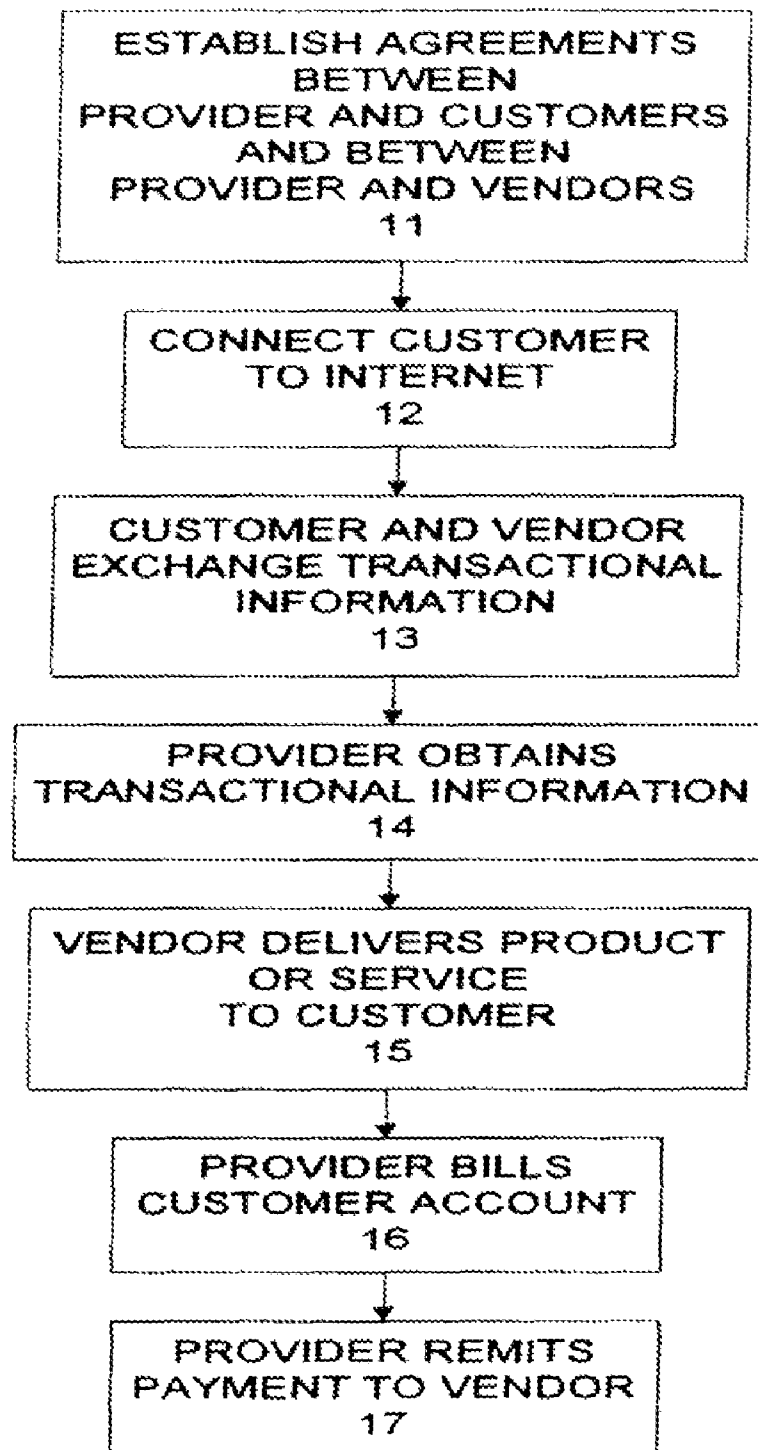 ESTABLISH AGREEMENTS
BETWEEN
PROVIDER AND CUSTOMERS
AND BETWEEN
PROVIDER AND VENDORS
11
CONNECT CUSTOMER
TO INTERNET
12
CUSTOMER AND VENDOR
EXCHANGE TRANSACTIONAL
INFORMATION
13
PROVIDER OBTAINS
TRANSACTIONAL INFORMATION
14
VENDOR DELIVERS PRODUCT
OR SERVICE
TO CUSTOMER
15
PROVIDER BILLS
CUSTOMER ACCOUNT
16
PROVIDER REMITS
PAYMENT TO VENDOR
17